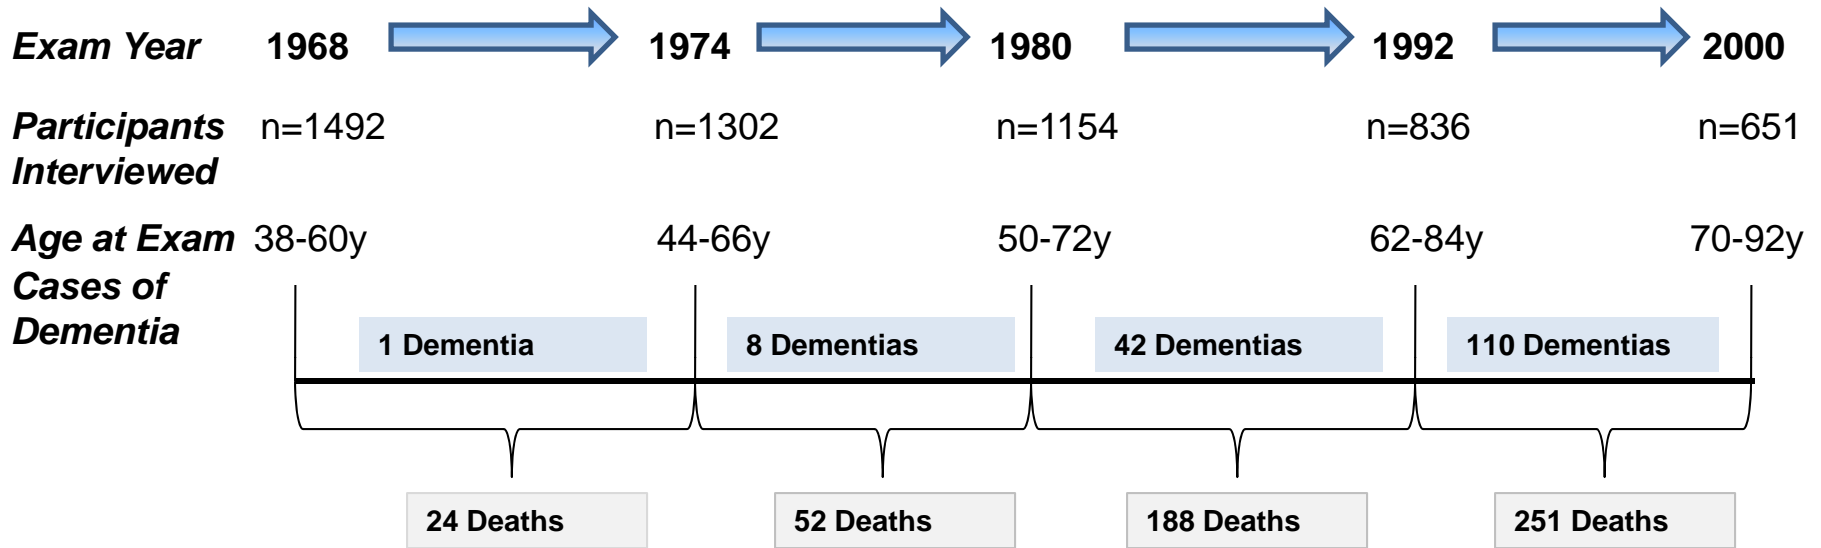 Exam Year 1968 1974 1980 1992 2000
Participants n=1492 n=1302 n=1154 n=836 n=651
Interviewed
Age at Exam 38-60y 44-66y 50-72y 62-84y 70-92y
Cases of
Dementia
1 Dementia 8 Dementias 42 Dementias 110 Dementias
24 Deaths 52 Deaths 188 Deaths 251 Deaths